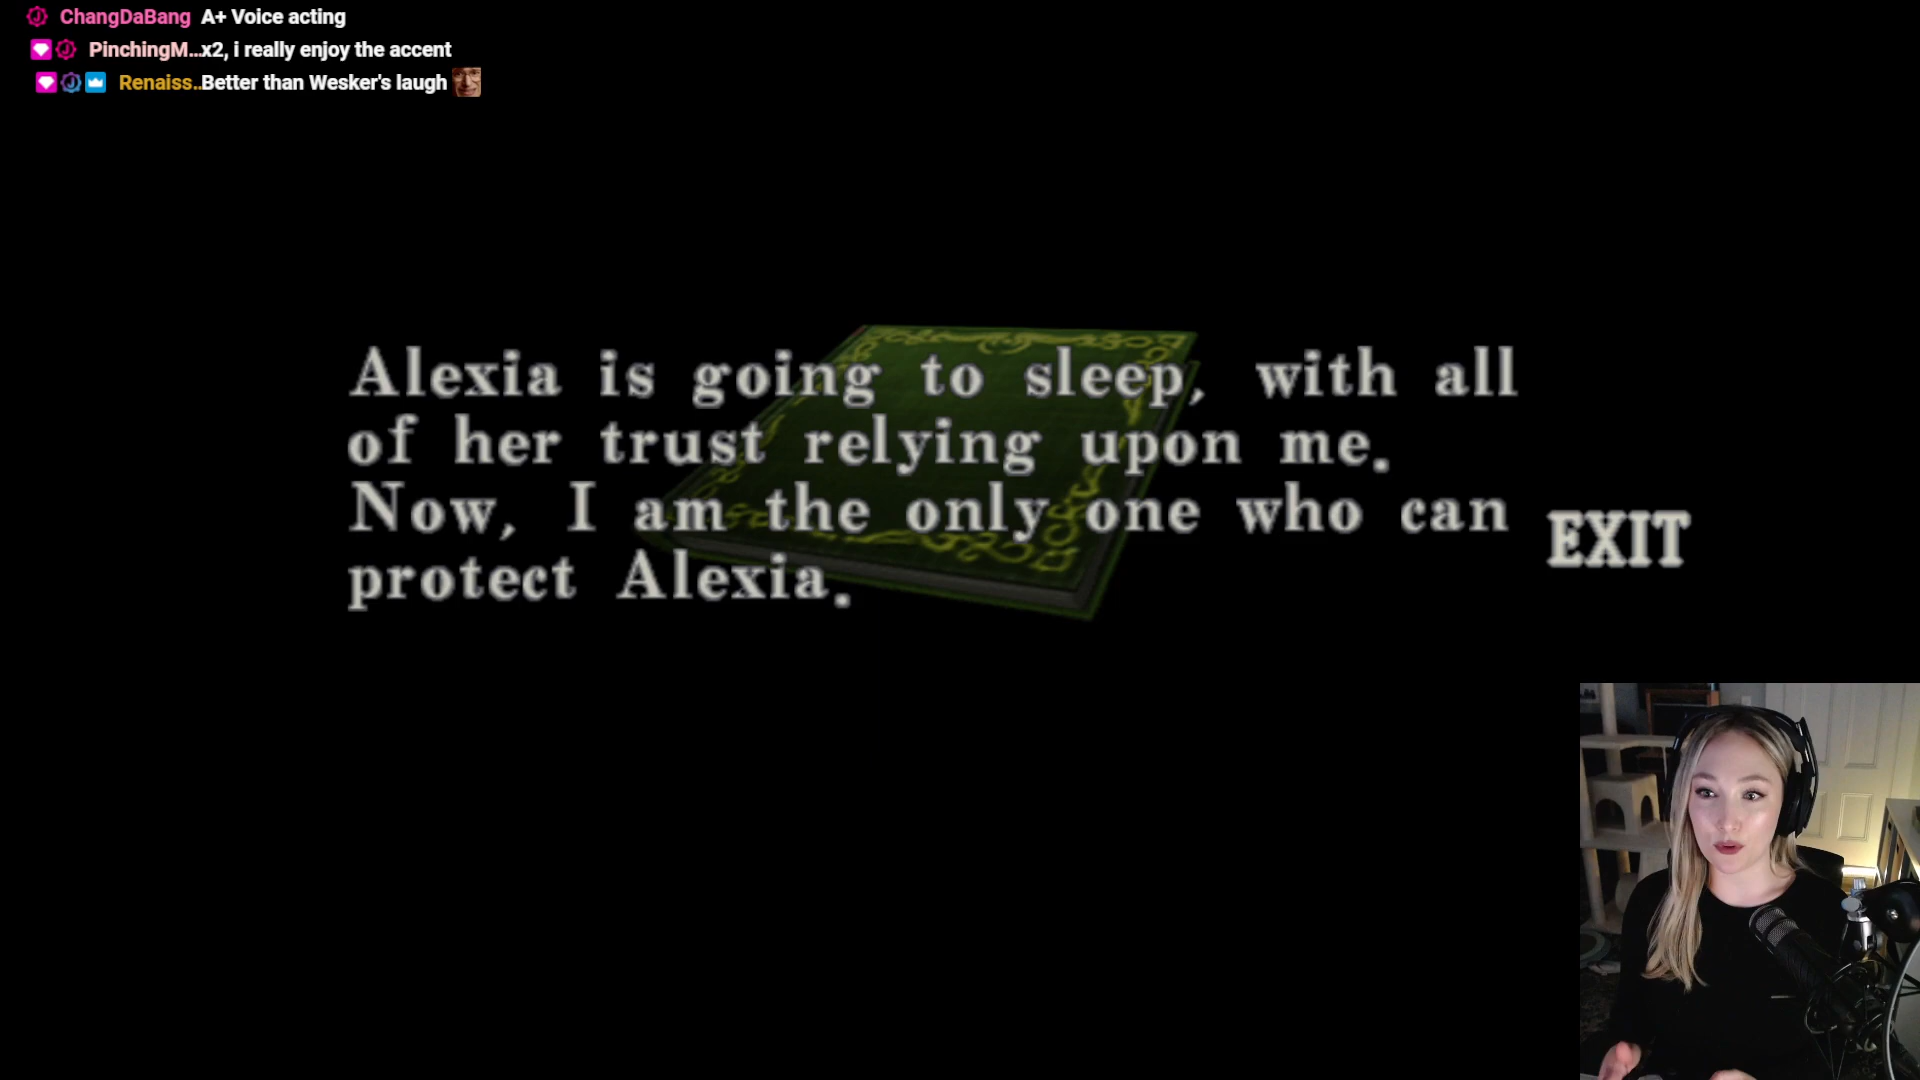 ChangDaBang A+ Voice acting
PinchingM...x2, i really enjoy the accent
Renaiss..Better than Wesker's laugh
Alexia is going to sleep, with all
of her trust relying upon me.
Now, I am the only one who can
protect Alexia.
EXIT